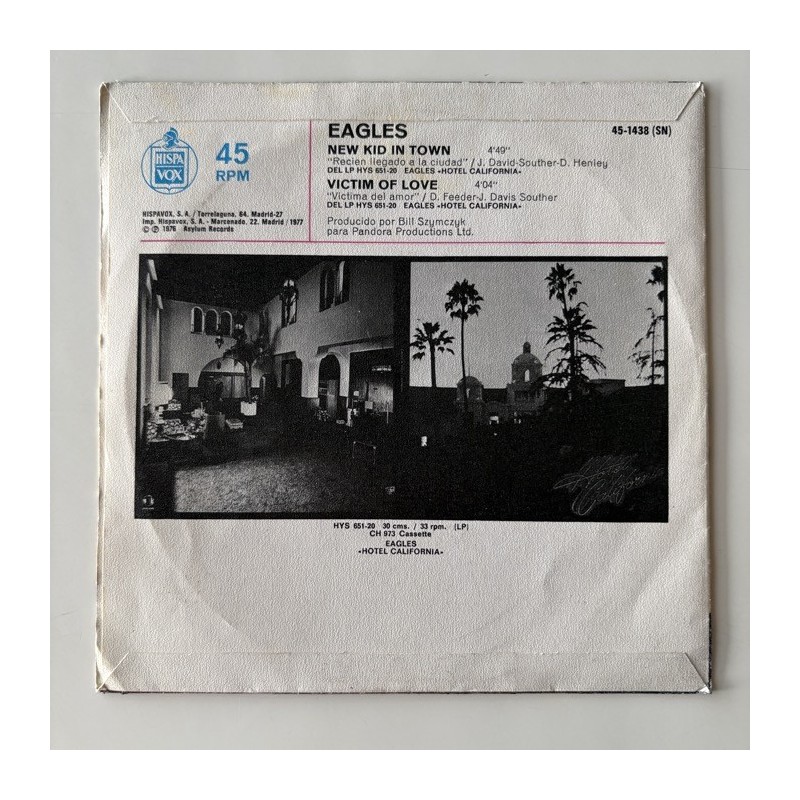 HISPA
VOX
45
RPM
HISPAVOX, S. A. / Torrelaguna, 64. Madrid-27
Imp. Hispavox, S. A. - Marcenado, 22. Madrid / 1977
© ℗ 1976 Asylum Records
EAGLES
45-1438 (SN)
NEW KID IN TOWN 4'49"
"Recien llegado a la ciudad" / J. David-Souther-D. Henley
DEL LP HYS 651-20 EAGLES «HOTEL CALIFORNIA»
VICTIM OF LOVE 4'04"
"Victima del amor" / D. Feeder-J. Davis Souther
DEL LP HYS 651-20 EAGLES «HOTEL CALIFORNIA»
Producido por Bill Szymczyk
para Pandora Productions Ltd.
Hotel
California
HYS 651-20 30 cms. / 33 rpm. (LP)
CH 973 Cassette
EAGLES
«HOTEL CALIFORNIA»